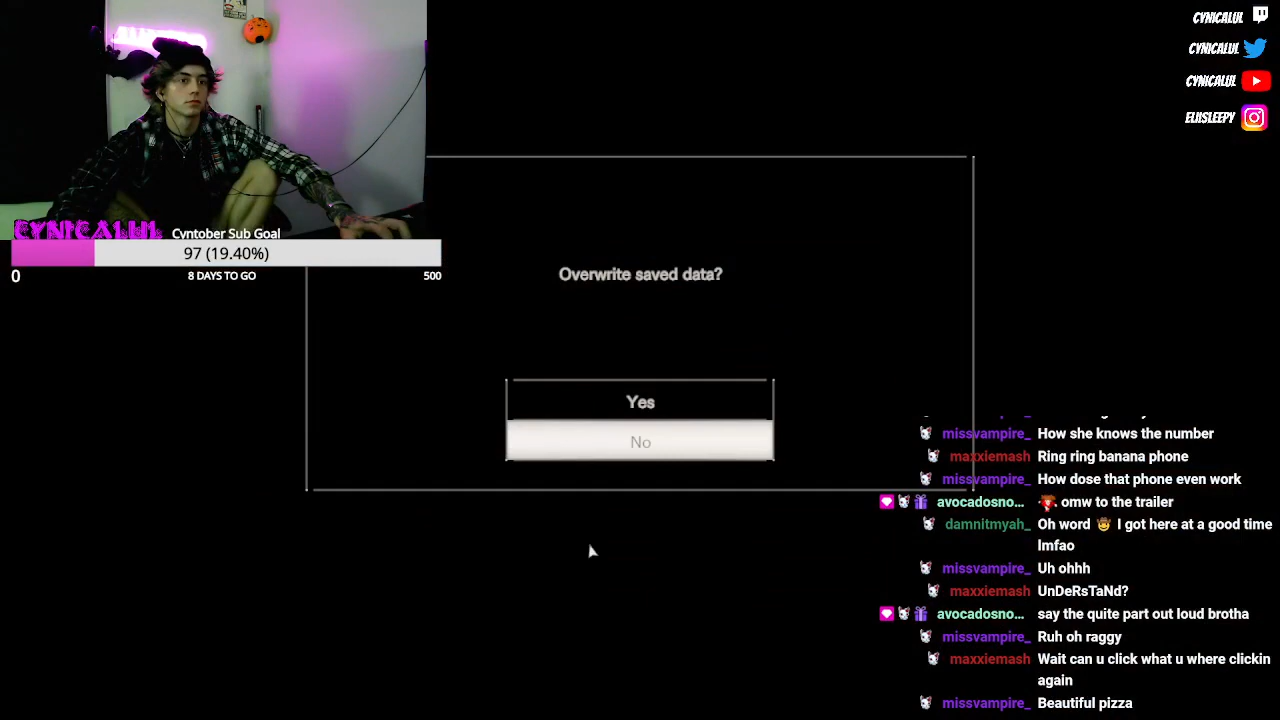 CYNICALUL
CYNICALUL
CYNICALUL
ELIISLEEPY
CYNICALUL
Cyntober Sub Goal
97 (19.40%)
0
8 DAYS TO GO
500
Overwrite saved data?
Yes
No
missvampire_ How she knows the number
maxxiemash Ring ring banana phone
missvampire_ How dose that phone even work
avocadosno... omw to the trailer
damnitmyah_ Oh word 🤠 I got here at a good time
lmfao
missvampire_ Uh ohhh
maxxiemash UnDeRsTaNd?
avocadosno... say the quite part out loud brotha
missvampire_ Ruh oh raggy
maxxiemash Wait can u click what u where clickin
again
missvampire_ Beautiful pizza